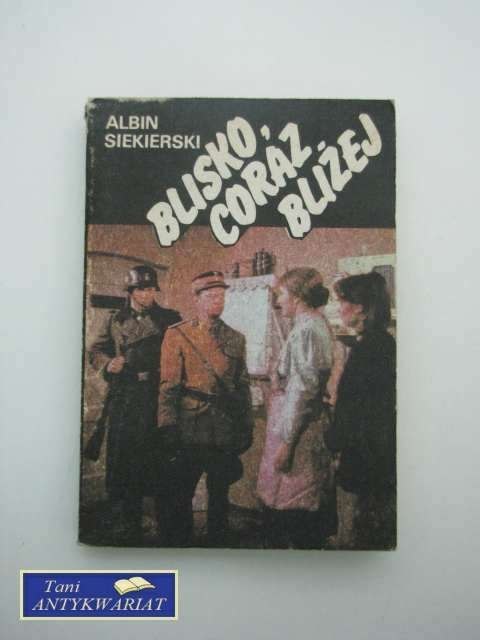 ALBIN
SIEKIERSKI
BLISKO,
CORAZ
BLIŻEJ
Tani
ANTYKWARIAT